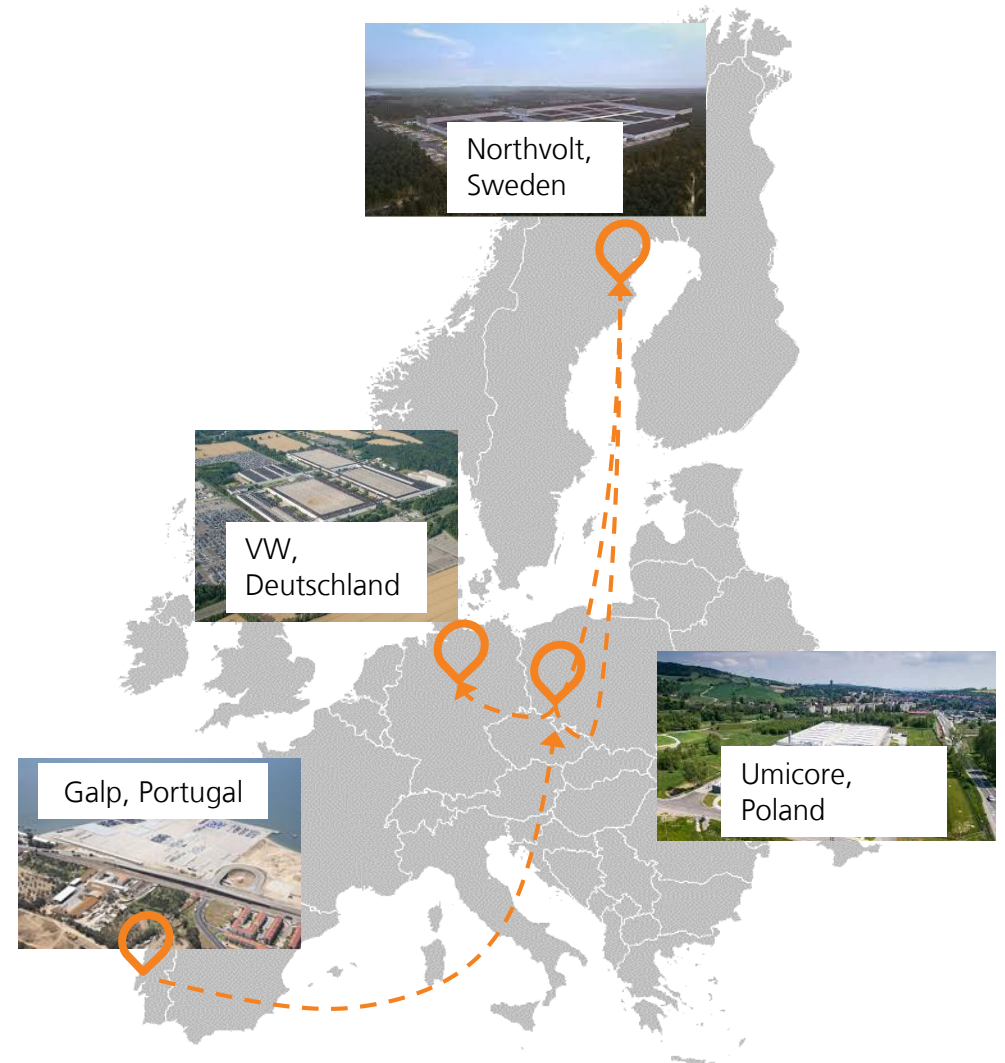 Northvolt,
Sweden
VW,
Deutschland
Umicore,
Poland
Galp, Portugal